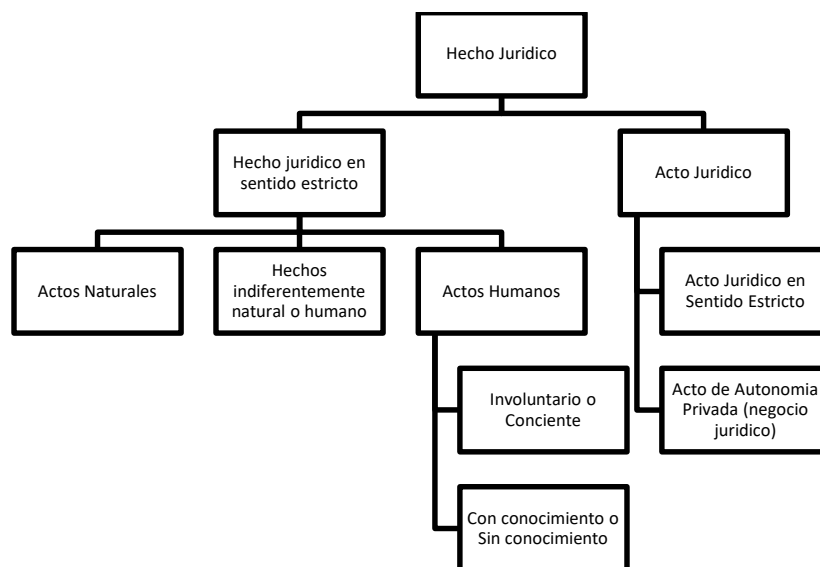 Hecho Juridico
Hecho juridico en
sentido estricto
Acto Juridico
Actos Naturales
Hechos
indiferentemente
natural o humano
Actos Humanos
Acto Juridico en
Sentido Estricto
Involuntario o
Conciente
Acto de Autonomia
Privada (negocio
juridico)
Con conocimiento o
Sin conocimiento